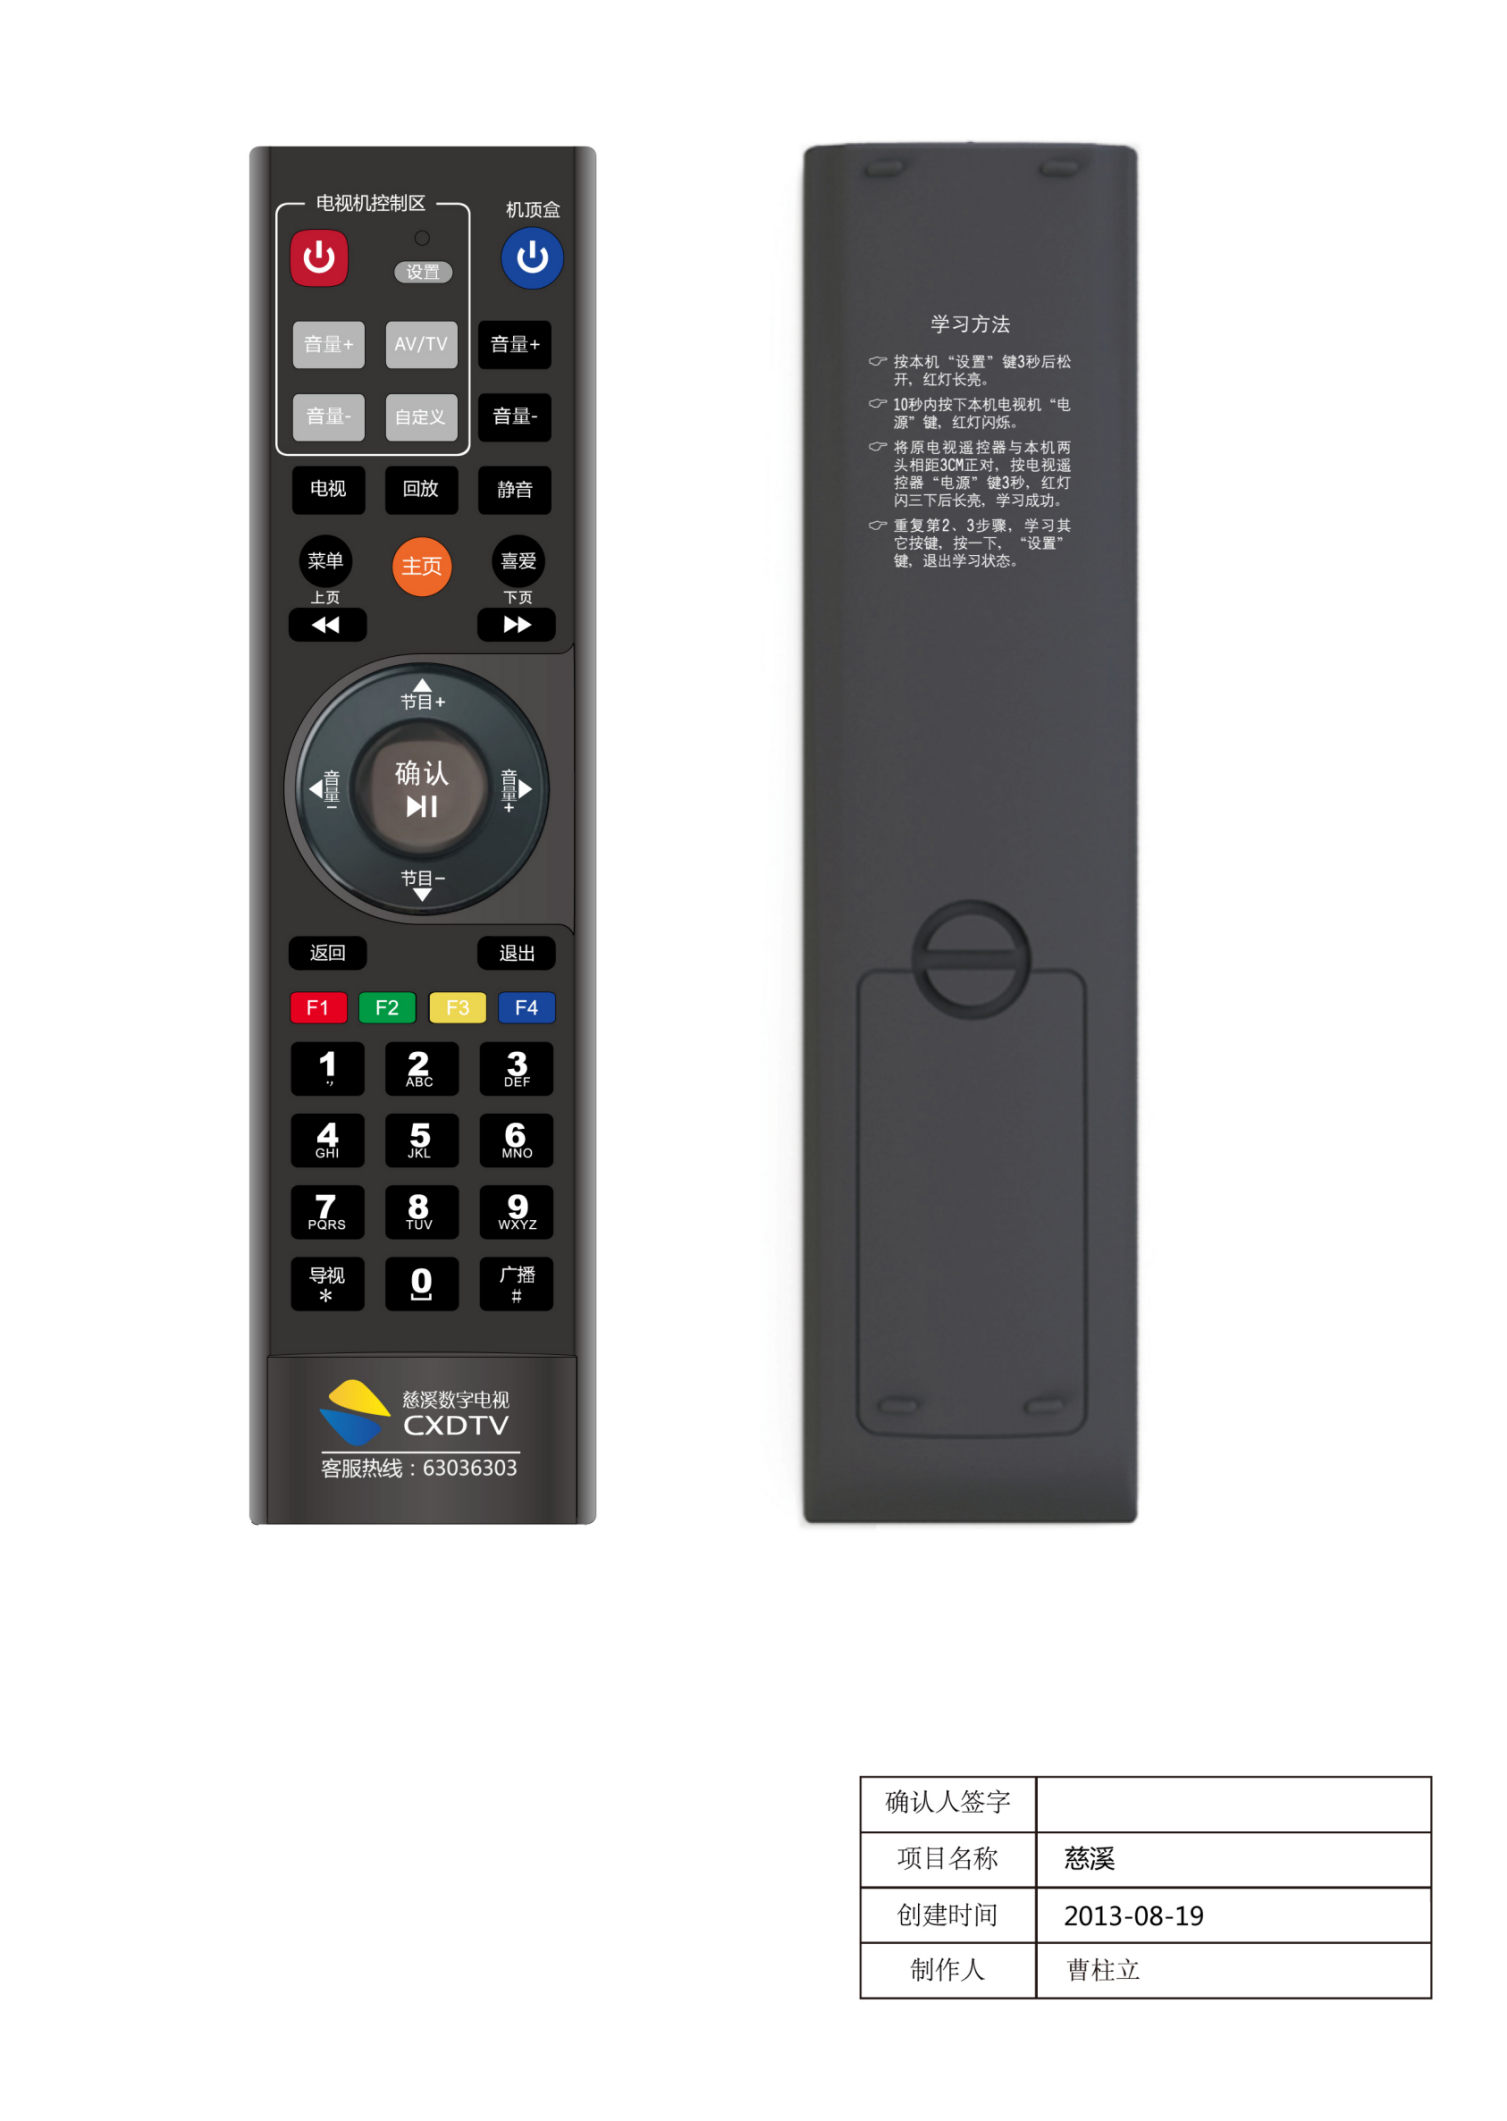 电视机控制区
机顶盒
设置
音量+ AV/TV 音量+
音量- 自定义 音量-
电视 回放 静音
菜单 主页 喜爱
上页 下页
节目+
确认
音量-
音量+
节目-
返回 退出
F1 F2 F3 F4
1 2 3
., ABC DEF
4 5 6
GHI JKL MNO
7 8 9
PQRS TUV WXYZ
导视 0 广播
* #
慈溪数字电视
CXDTV
客服热线：63036303
学习方法
按本机“设置”键3秒后松
开，红灯长亮。
10秒内按下本机电视机“电
源”键，红灯闪烁。
将原电视遥控器与本机两
头相距3CM正对，按电视遥
控器“电源”键3秒，红灯
闪三下后长亮，学习成功。
重复第2、3步骤，学习其
它按键，按一下，“设置”
键，退出学习状态。
确认人签字
项目名称 慈溪
创建时间 2013-08-19
制作人 曹柱立